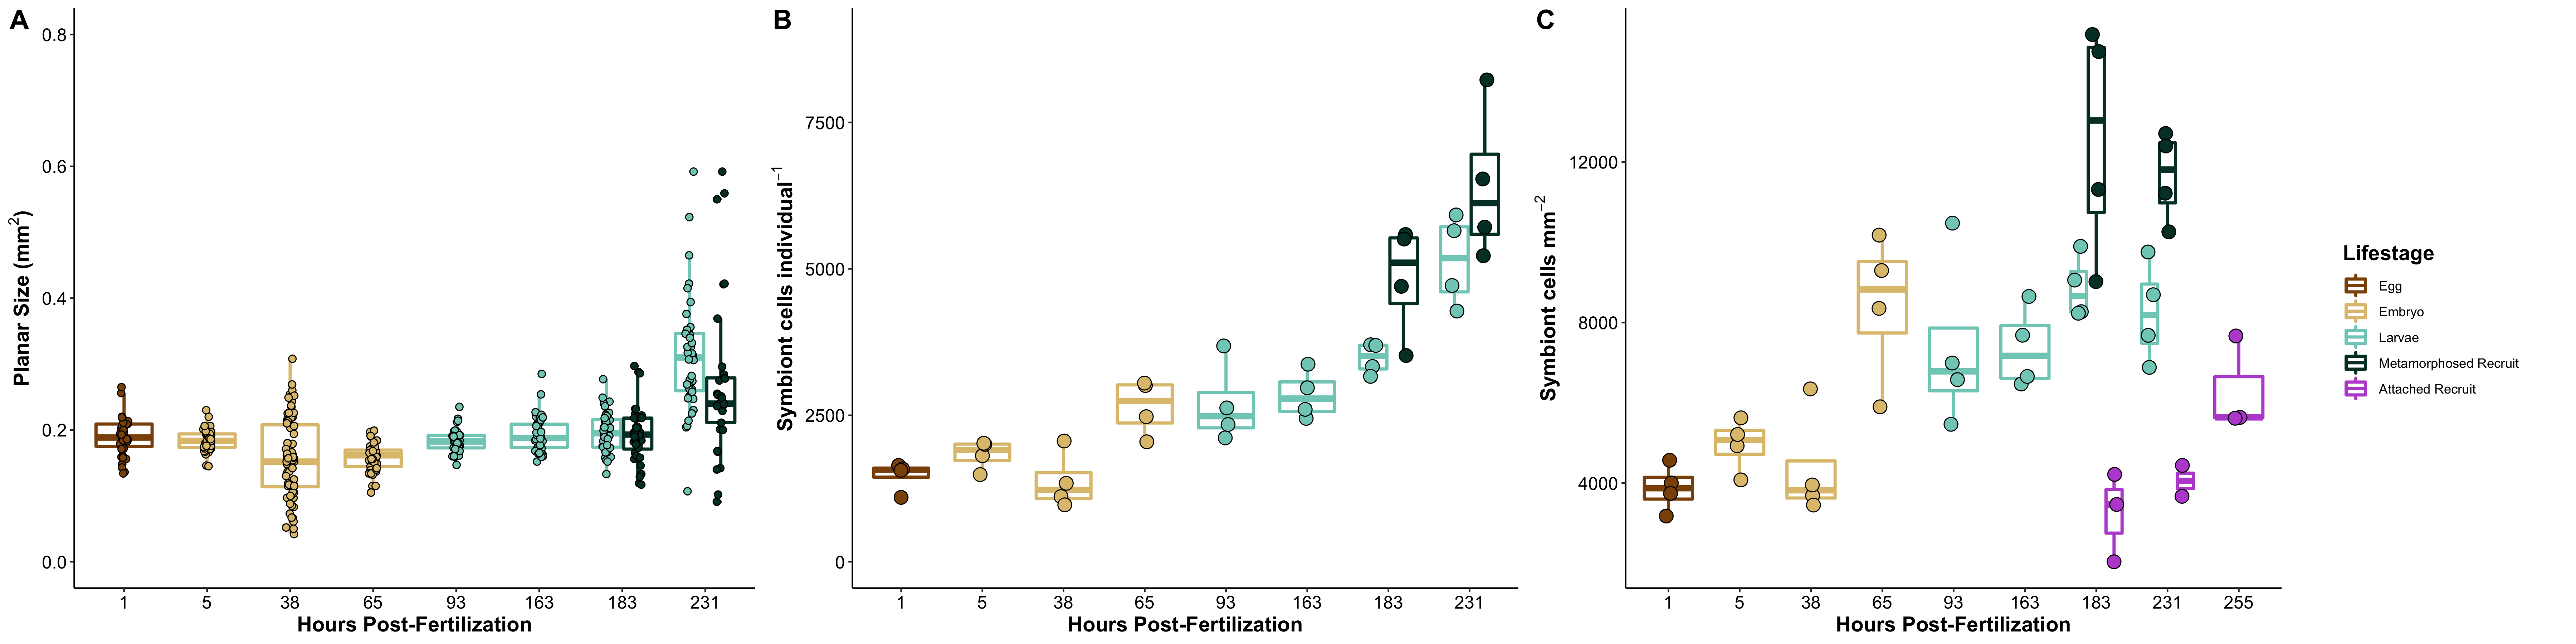 A
0.8
0.6
0.4
0.2
0.0
Planar Size (mm²)
1 5 38 65 93 163 183 231
Hours Post-Fertilization
B
7500
5000
2500
0
Symbiont cells individual⁻¹
1 5 38 65 93 163 183 231
Hours Post-Fertilization
C
12000
8000
4000
Symbiont cells mm⁻²
1 5 38 65 93 163 183 231 255
Hours Post-Fertilization
Lifestage
Egg
Embryo
Larvae
Metamorphosed Recruit
Attached Recruit